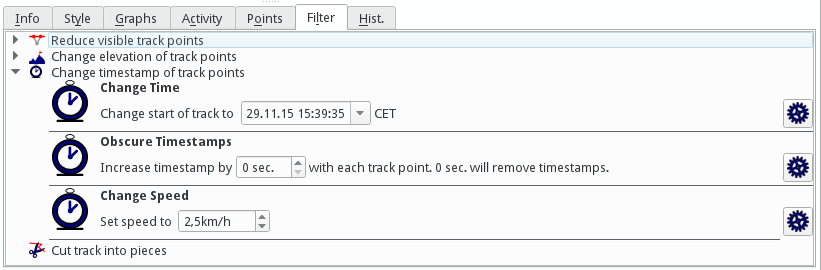 Info Style Graphs Activity Points Filter Hist.
Reduce visible track points
Change elevation of track points
Change timestamp of track points
Change Time
Change start of track to 29.11.15 15:39:35 CET
Obscure Timestamps
Increase timestamp by 0 sec. with each track point. 0 sec. will remove timestamps.
Change Speed
Set speed to 2,5km/h
Cut track into pieces